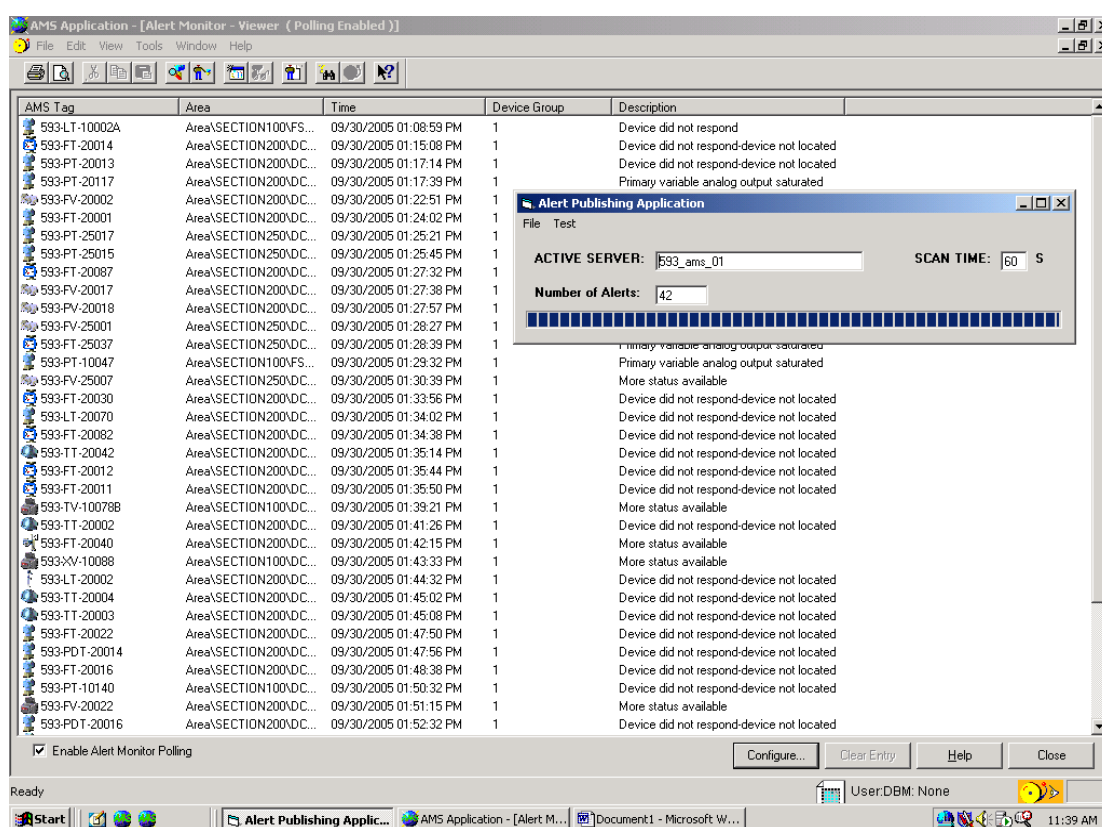 AMS Application - [Alert Monitor - Viewer ( Polling Enabled )]
File Edit View Tools Window Help
AMS Tag Area Time Device Group Description
593-LT-10002A Area\SECTION100\FS... 09/30/2005 01:08:59 PM 1 Device did not respond
593-FT-20014 Area\SECTION200\DC... 09/30/2005 01:15:08 PM 1 Device did not respond-device not located
593-PT-20013 Area\SECTION200\DC... 09/30/2005 01:17:14 PM 1 Device did not respond-device not located
593-PT-20117 Area\SECTION200\DC... 09/30/2005 01:17:39 PM 1 Primary variable analog output saturated
593-FV-20002 Area\SECTION200\DC... 09/30/2005 01:22:51 PM 1
593-FT-20001 Area\SECTION200\DC... 09/30/2005 01:24:02 PM 1
593-PT-25017 Area\SECTION250\DC... 09/30/2005 01:25:21 PM 1
593-PT-25015 Area\SECTION250\DC... 09/30/2005 01:25:45 PM 1
593-FT-20087 Area\SECTION200\DC... 09/30/2005 01:27:32 PM 1
593-FV-20017 Area\SECTION200\DC... 09/30/2005 01:27:38 PM 1
593-PV-20018 Area\SECTION200\DC... 09/30/2005 01:27:57 PM 1
593-FV-25001 Area\SECTION250\DC... 09/30/2005 01:28:27 PM 1
593-FT-25037 Area\SECTION250\DC... 09/30/2005 01:28:39 PM 1 Primary variable analog output saturated
593-PT-10047 Area\SECTION100\FS... 09/30/2005 01:29:32 PM 1 Primary variable analog output saturated
593-FV-25007 Area\SECTION250\DC... 09/30/2005 01:30:39 PM 1 More status available
593-FT-20030 Area\SECTION200\DC... 09/30/2005 01:33:56 PM 1 Device did not respond-device not located
593-LT-20070 Area\SECTION200\DC... 09/30/2005 01:34:02 PM 1 Device did not respond-device not located
593-FT-20082 Area\SECTION200\DC... 09/30/2005 01:34:38 PM 1 Device did not respond-device not located
593-TT-20042 Area\SECTION200\DC... 09/30/2005 01:35:14 PM 1 Device did not respond-device not located
593-FT-20012 Area\SECTION200\DC... 09/30/2005 01:35:44 PM 1 Device did not respond-device not located
593-FT-20011 Area\SECTION200\DC... 09/30/2005 01:35:50 PM 1 Device did not respond-device not located
593-TV-10078B Area\SECTION100\DC... 09/30/2005 01:39:21 PM 1 More status available
593-TT-20002 Area\SECTION200\DC... 09/30/2005 01:41:26 PM 1 Device did not respond-device not located
593-FT-20040 Area\SECTION200\DC... 09/30/2005 01:42:15 PM 1 More status available
593-XV-10088 Area\SECTION100\DC... 09/30/2005 01:43:33 PM 1 More status available
593-LT-20002 Area\SECTION200\DC... 09/30/2005 01:44:32 PM 1 Device did not respond-device not located
593-TT-20004 Area\SECTION200\DC... 09/30/2005 01:45:02 PM 1 Device did not respond-device not located
593-TT-20003 Area\SECTION200\DC... 09/30/2005 01:45:08 PM 1 Device did not respond-device not located
593-FT-20022 Area\SECTION200\DC... 09/30/2005 01:47:50 PM 1 Device did not respond-device not located
593-PDT-20014 Area\SECTION200\DC... 09/30/2005 01:47:56 PM 1 Device did not respond-device not located
593-FT-20016 Area\SECTION200\DC... 09/30/2005 01:48:38 PM 1 Device did not respond-device not located
593-PT-10140 Area\SECTION100\DC... 09/30/2005 01:50:32 PM 1 Device did not respond-device not located
593-FV-20022 Area\SECTION200\DC... 09/30/2005 01:51:15 PM 1 More status available
593-PDT-20016 Area\SECTION200\DC... 09/30/2005 01:52:32 PM 1 Device did not respond-device not located
Alert Publishing Application
File Test
ACTIVE SERVER: 593_ams_01 SCAN TIME: 60 S
Number of Alerts: 42
Enable Alert Monitor Polling Configure... Clear Entry Help Close
Ready User:DBM: None
Start Alert Publishing Applic... AMS Application - [Alert M... Document1 - Microsoft W... 11:39 AM